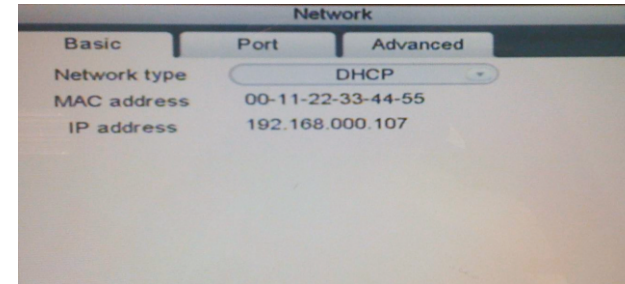 Network
Basic Port Advanced
Network type DHCP
MAC address 00-11-22-33-44-55
IP address 192.168.000.107